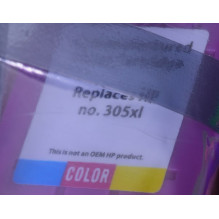 Replaces HP
no. 305xl
This is not an OEM HP product.
COLOR